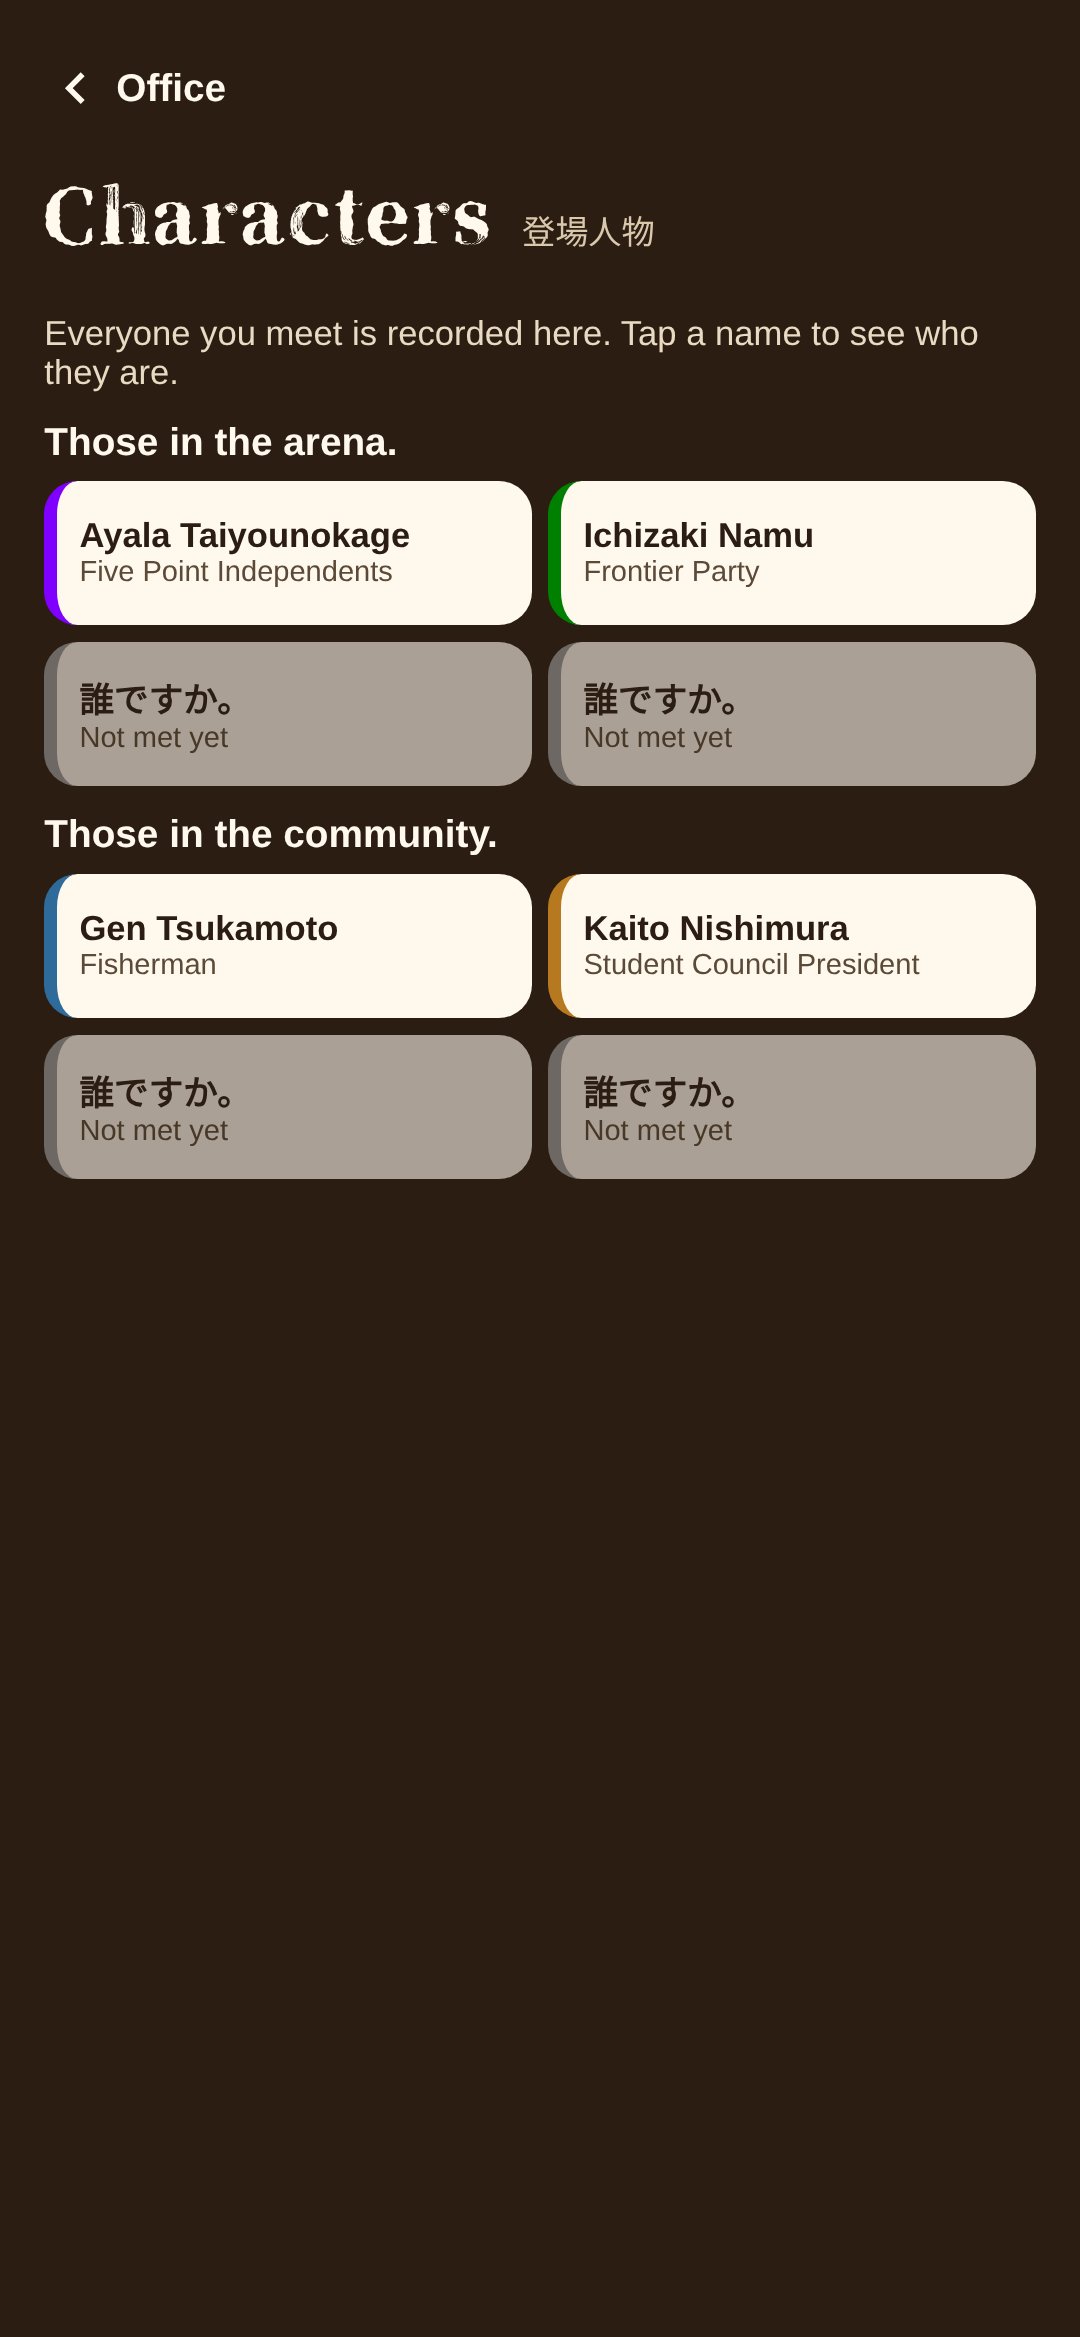 Office
Characters 登場人物
Everyone you meet is recorded here. Tap a name to see who
they are.
Those in the arena.
Ayala Taiyounokage
Five Point Independents
Ichizaki Namu
Frontier Party
誰ですか。
Not met yet
誰ですか。
Not met yet
Those in the community.
Gen Tsukamoto
Fisherman
Kaito Nishimura
Student Council President
誰ですか。
Not met yet
誰ですか。
Not met yet